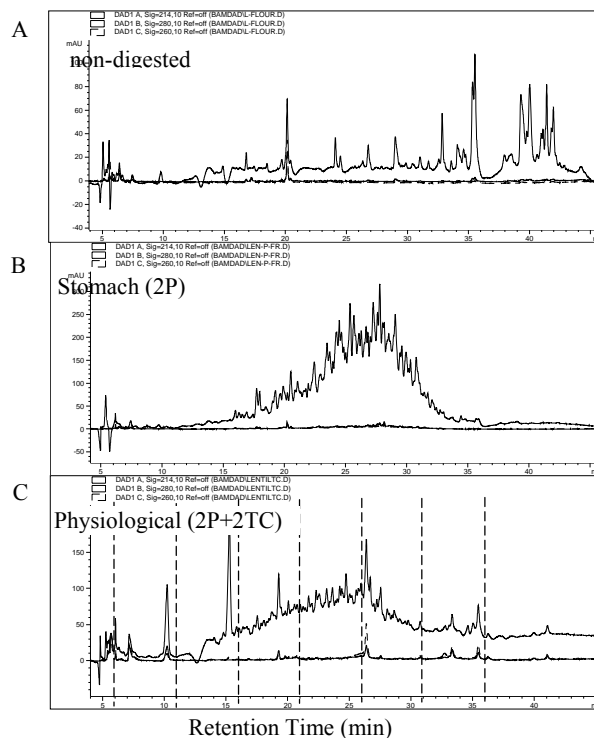 A
DAD1 A, Sig=214,10 Ref=off (BAMDAD\L-FLOUR.D)
DAD1 B, Sig=280,10 Ref=off (BAMDAD\L-FLOUR.D)
DAD1 C, Sig=260,10 Ref=off (BAMDAD\L-FLOUR.D)
mAU
non-digested
80
60
40
20
0
-20
-40
5 10 15 20 25 30 35 40
B
DAD1 A, Sig=214,10 Ref=off (BAMDAD\LEN-P-FR.D)
DAD1 B, Sig=280,10 Ref=off (BAMDAD\LEN-P-FR.D)
DAD1 C, Sig=260,10 Ref=off (BAMDAD\LEN-P-FR.D)
mAU
Stomach (2P)
300
250
200
150
100
50
0
-50
5 10 15 20 25 30 35 40
C
DAD1 A, Sig=214,10 Ref=off (BAMDAD\LENTILTC.D)
DAD1 B, Sig=280,10 Ref=off (BAMDAD\LENTILTC.D)
DAD1 C, Sig=260,10 Ref=off (BAMDAD\LENTILTC.D)
mAU
Physiological (2P+2TC)
150
100
50
0
5 10 15 20 25 30 35 40
Retention Time (min)